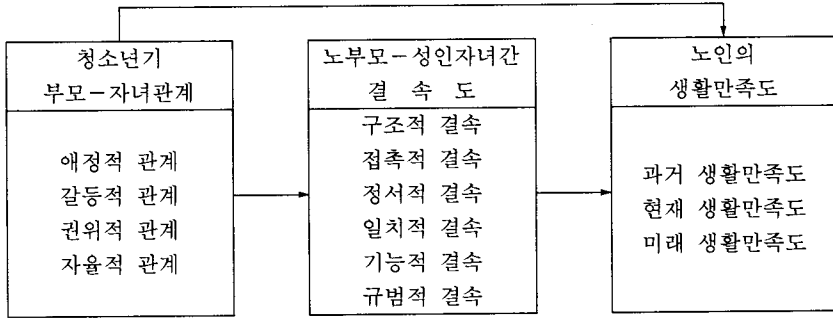 청소년기
부모－자녀관계
애정적 관계
갈등적 관계
권위적 관계
자율적 관계
노부모－성인자녀간
결 속 도
구조적 결속
접촉적 결속
정서적 결속
일치적 결속
기능적 결속
규범적 결속
노인의
생활만족도
과거 생활만족도
현재 생활만족도
미래 생활만족도